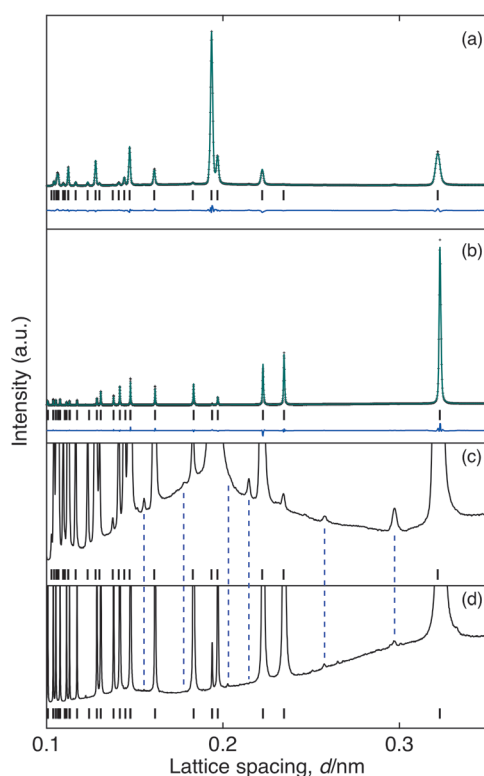 (a)
(b)
(c)
(d)
Intensity (a.u.)
0.1
0.2
0.3
Lattice spacing, d/nm